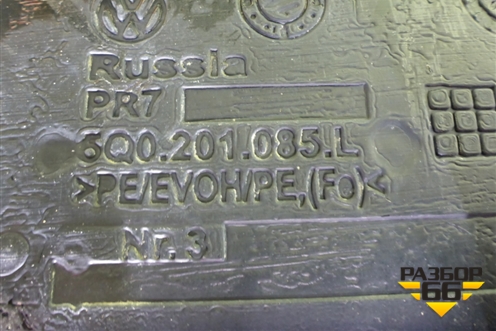 Russia
PR7
6Q0.201.085.L
>PE/EVOH/PE,(Fo)<
Nr. 3
РАЗБОР
66